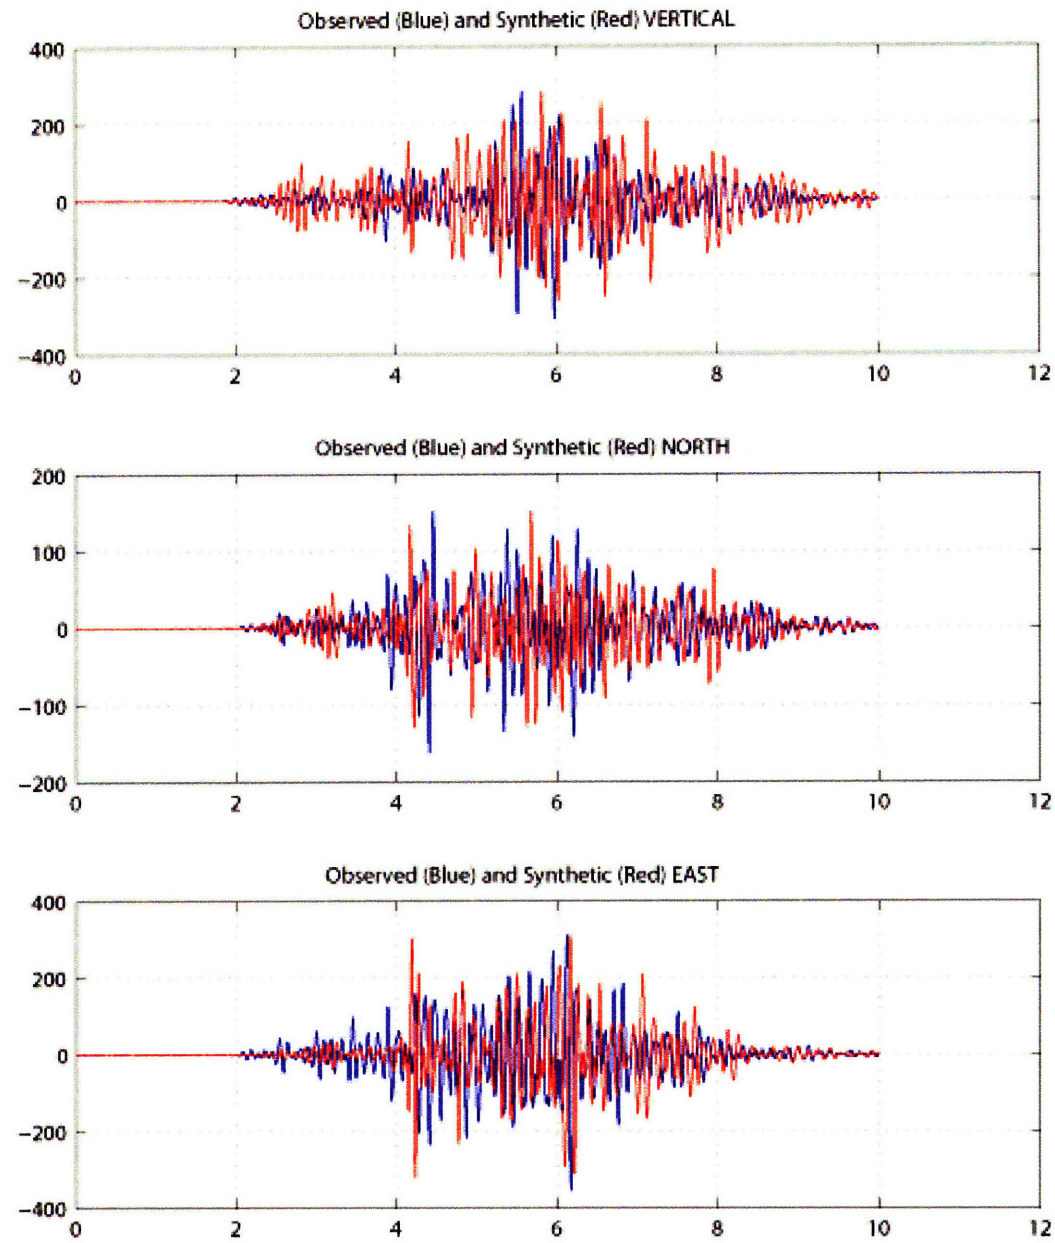 Observed (Blue) and Synthetic (Red) VERTICAL
400
200
0
−200
−400
0 2 4 6 8 10 12
Observed (Blue) and Synthetic (Red) NORTH
200
100
0
−100
−200
0 2 4 6 8 10 12
Observed (Blue) and Synthetic (Red) EAST
400
200
0
−200
−400
0 2 4 6 8 10 12